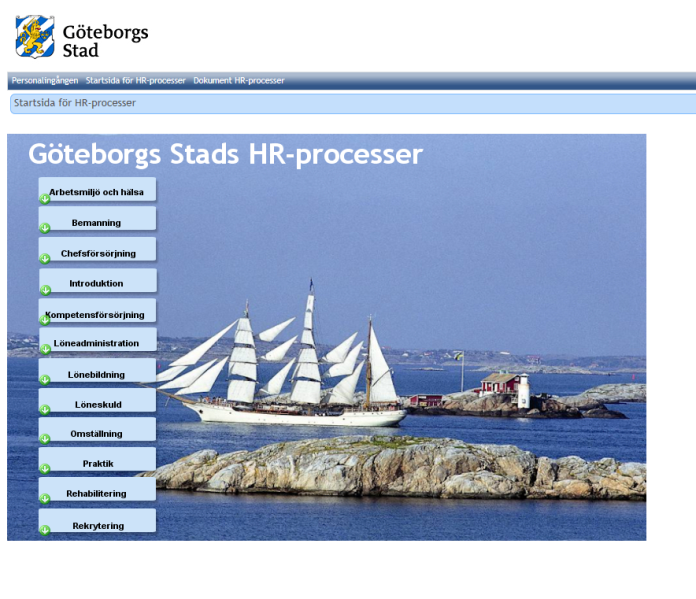 Göteborgs
Stad
Personalingången Startsida för HR-processer Dokument HR-processer
Startsida för HR-processer
Göteborgs Stads HR-processer
Arbetsmiljö och hälsa
Bemanning
Chefsförsörjning
Introduktion
Kompetensförsörjning
Löneadministration
Lönebildning
Löneskuld
Omställning
Praktik
Rehabilitering
Rekrytering